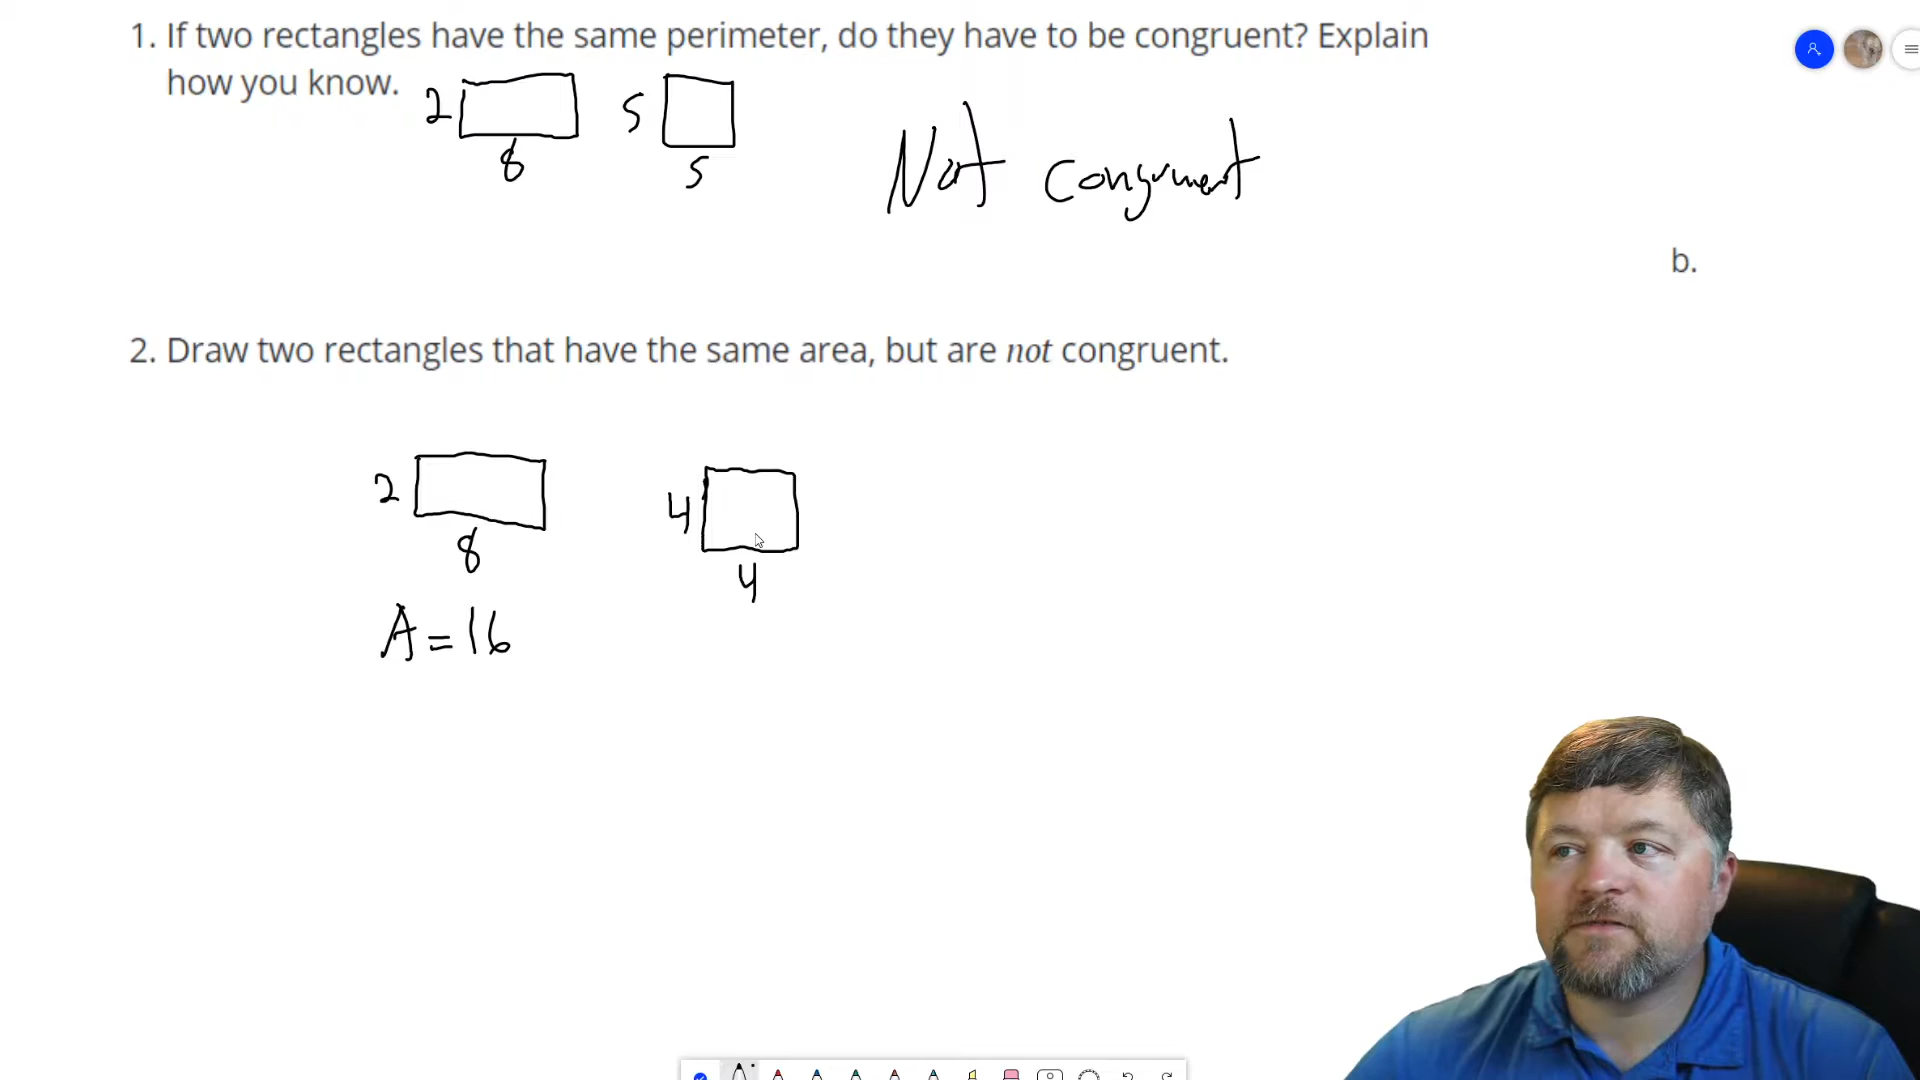 1. If two rectangles have the same perimeter, do they have to be congruent? Explain
how you know.
2
8
5
5
Not congruent
b.
2. Draw two rectangles that have the same area, but are not congruent.
2
8
4
4
A=16